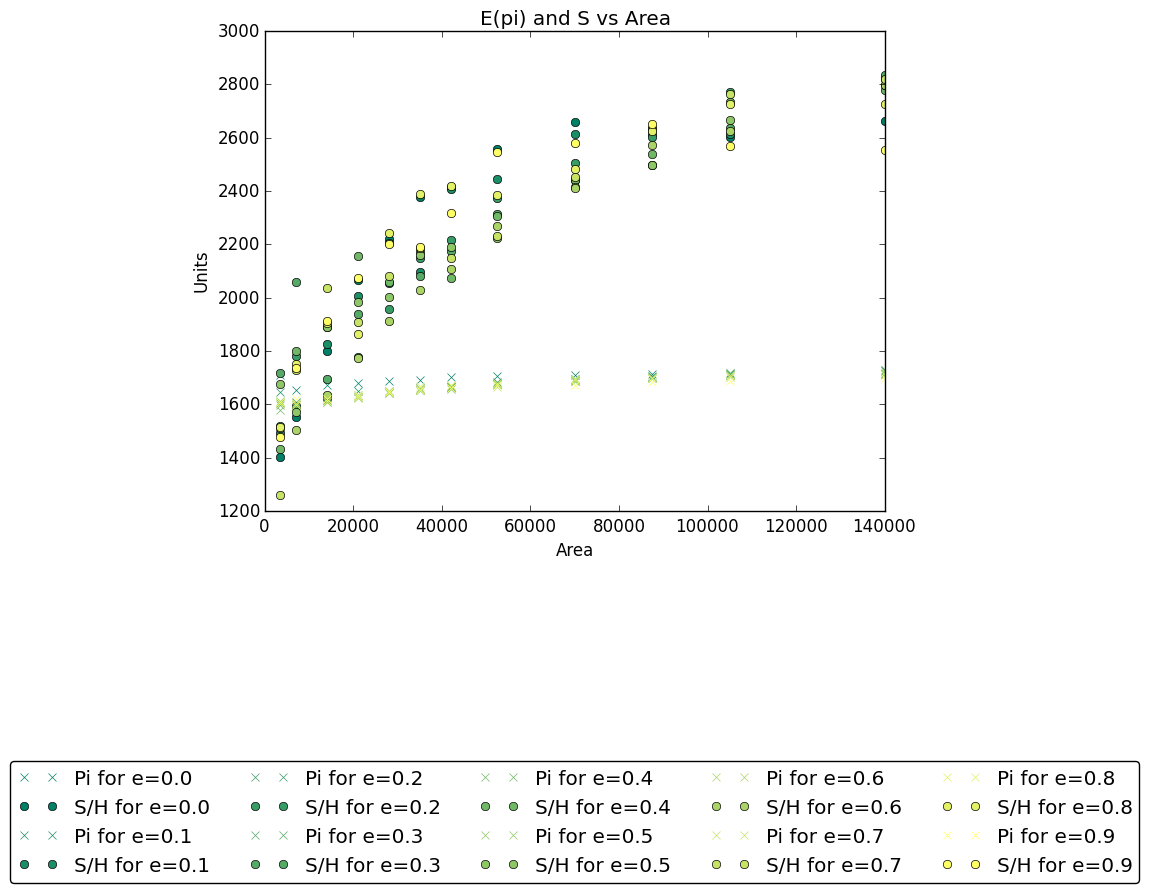 E(pi) and S vs Area
3000
2800
2600
2400
2200
2000
1800
1600
1400
1200
Units
0 20000 40000 60000 80000 100000 120000 140000
Area
Pi for e=0.0 Pi for e=0.2 Pi for e=0.4 Pi for e=0.6 Pi for e=0.8
S/H for e=0.0 S/H for e=0.2 S/H for e=0.4 S/H for e=0.6 S/H for e=0.8
Pi for e=0.1 Pi for e=0.3 Pi for e=0.5 Pi for e=0.7 Pi for e=0.9
S/H for e=0.1 S/H for e=0.3 S/H for e=0.5 S/H for e=0.7 S/H for e=0.9